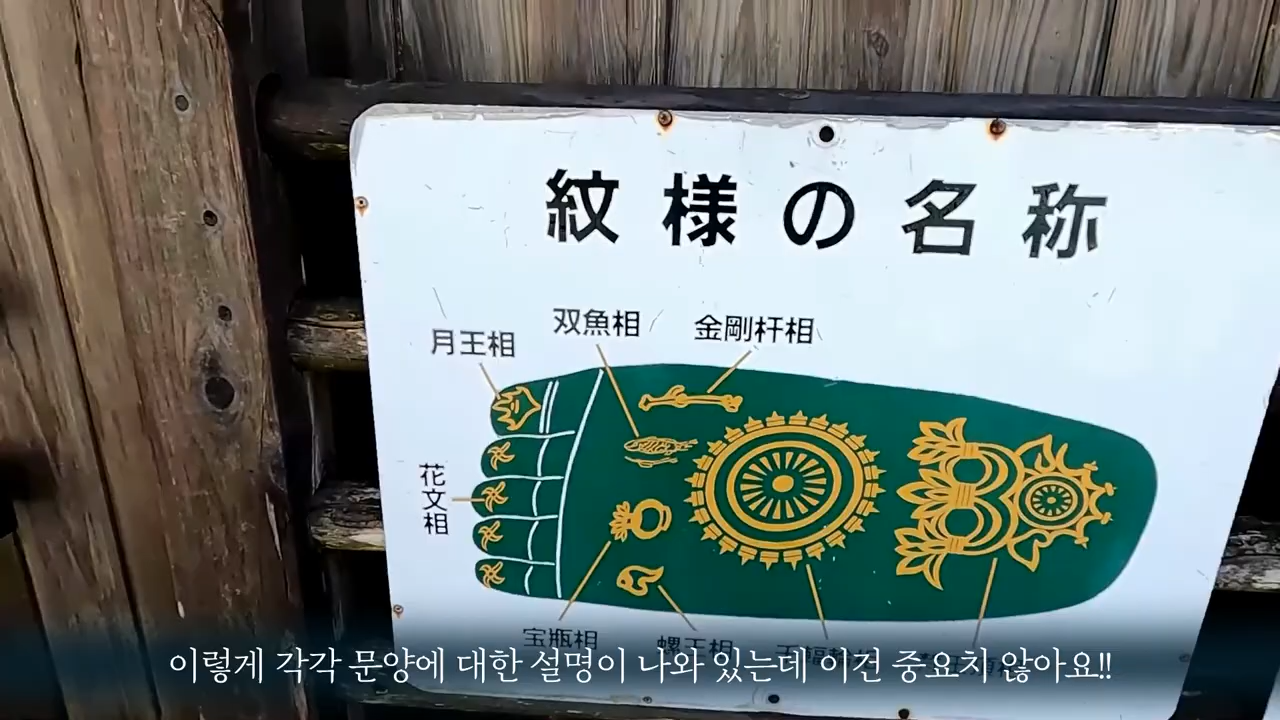 紋様の名称
月王相
双魚相
金剛杵相
花文相
宝瓶相
螺王相
이렇게 각각 문양에 대한 설명이 나와 있는데 이건 중요치 않아요!!